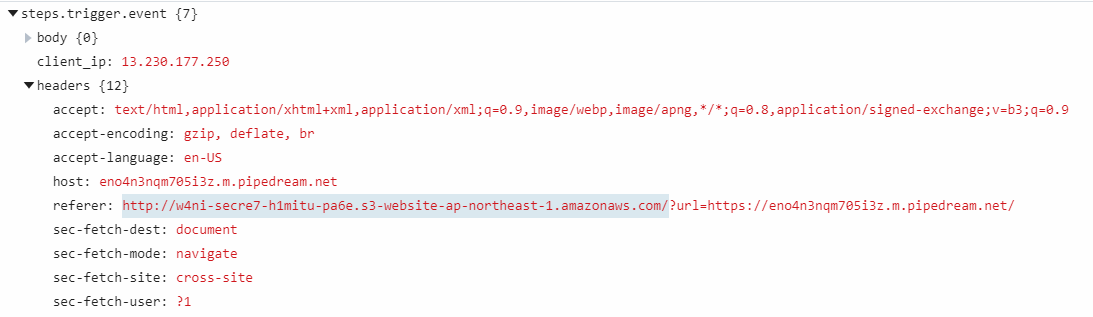 steps.trigger.event {7}
body {0}
client_ip: 13.230.177.250
headers {12}
accept: text/html,application/xhtml+xml,application/xml;q=0.9,image/webp,image/apng,*/*;q=0.8,application/signed-exchange;v=b3;q=0.9
accept-encoding: gzip, deflate, br
accept-language: en-US
host: eno4n3nqm705i3z.m.pipedream.net
referer: http://w4ni-secre7-h1mitu-pa6e.s3-website-ap-northeast-1.amazonaws.com/?url=https://eno4n3nqm705i3z.m.pipedream.net/
sec-fetch-dest: document
sec-fetch-mode: navigate
sec-fetch-site: cross-site
sec-fetch-user: ?1